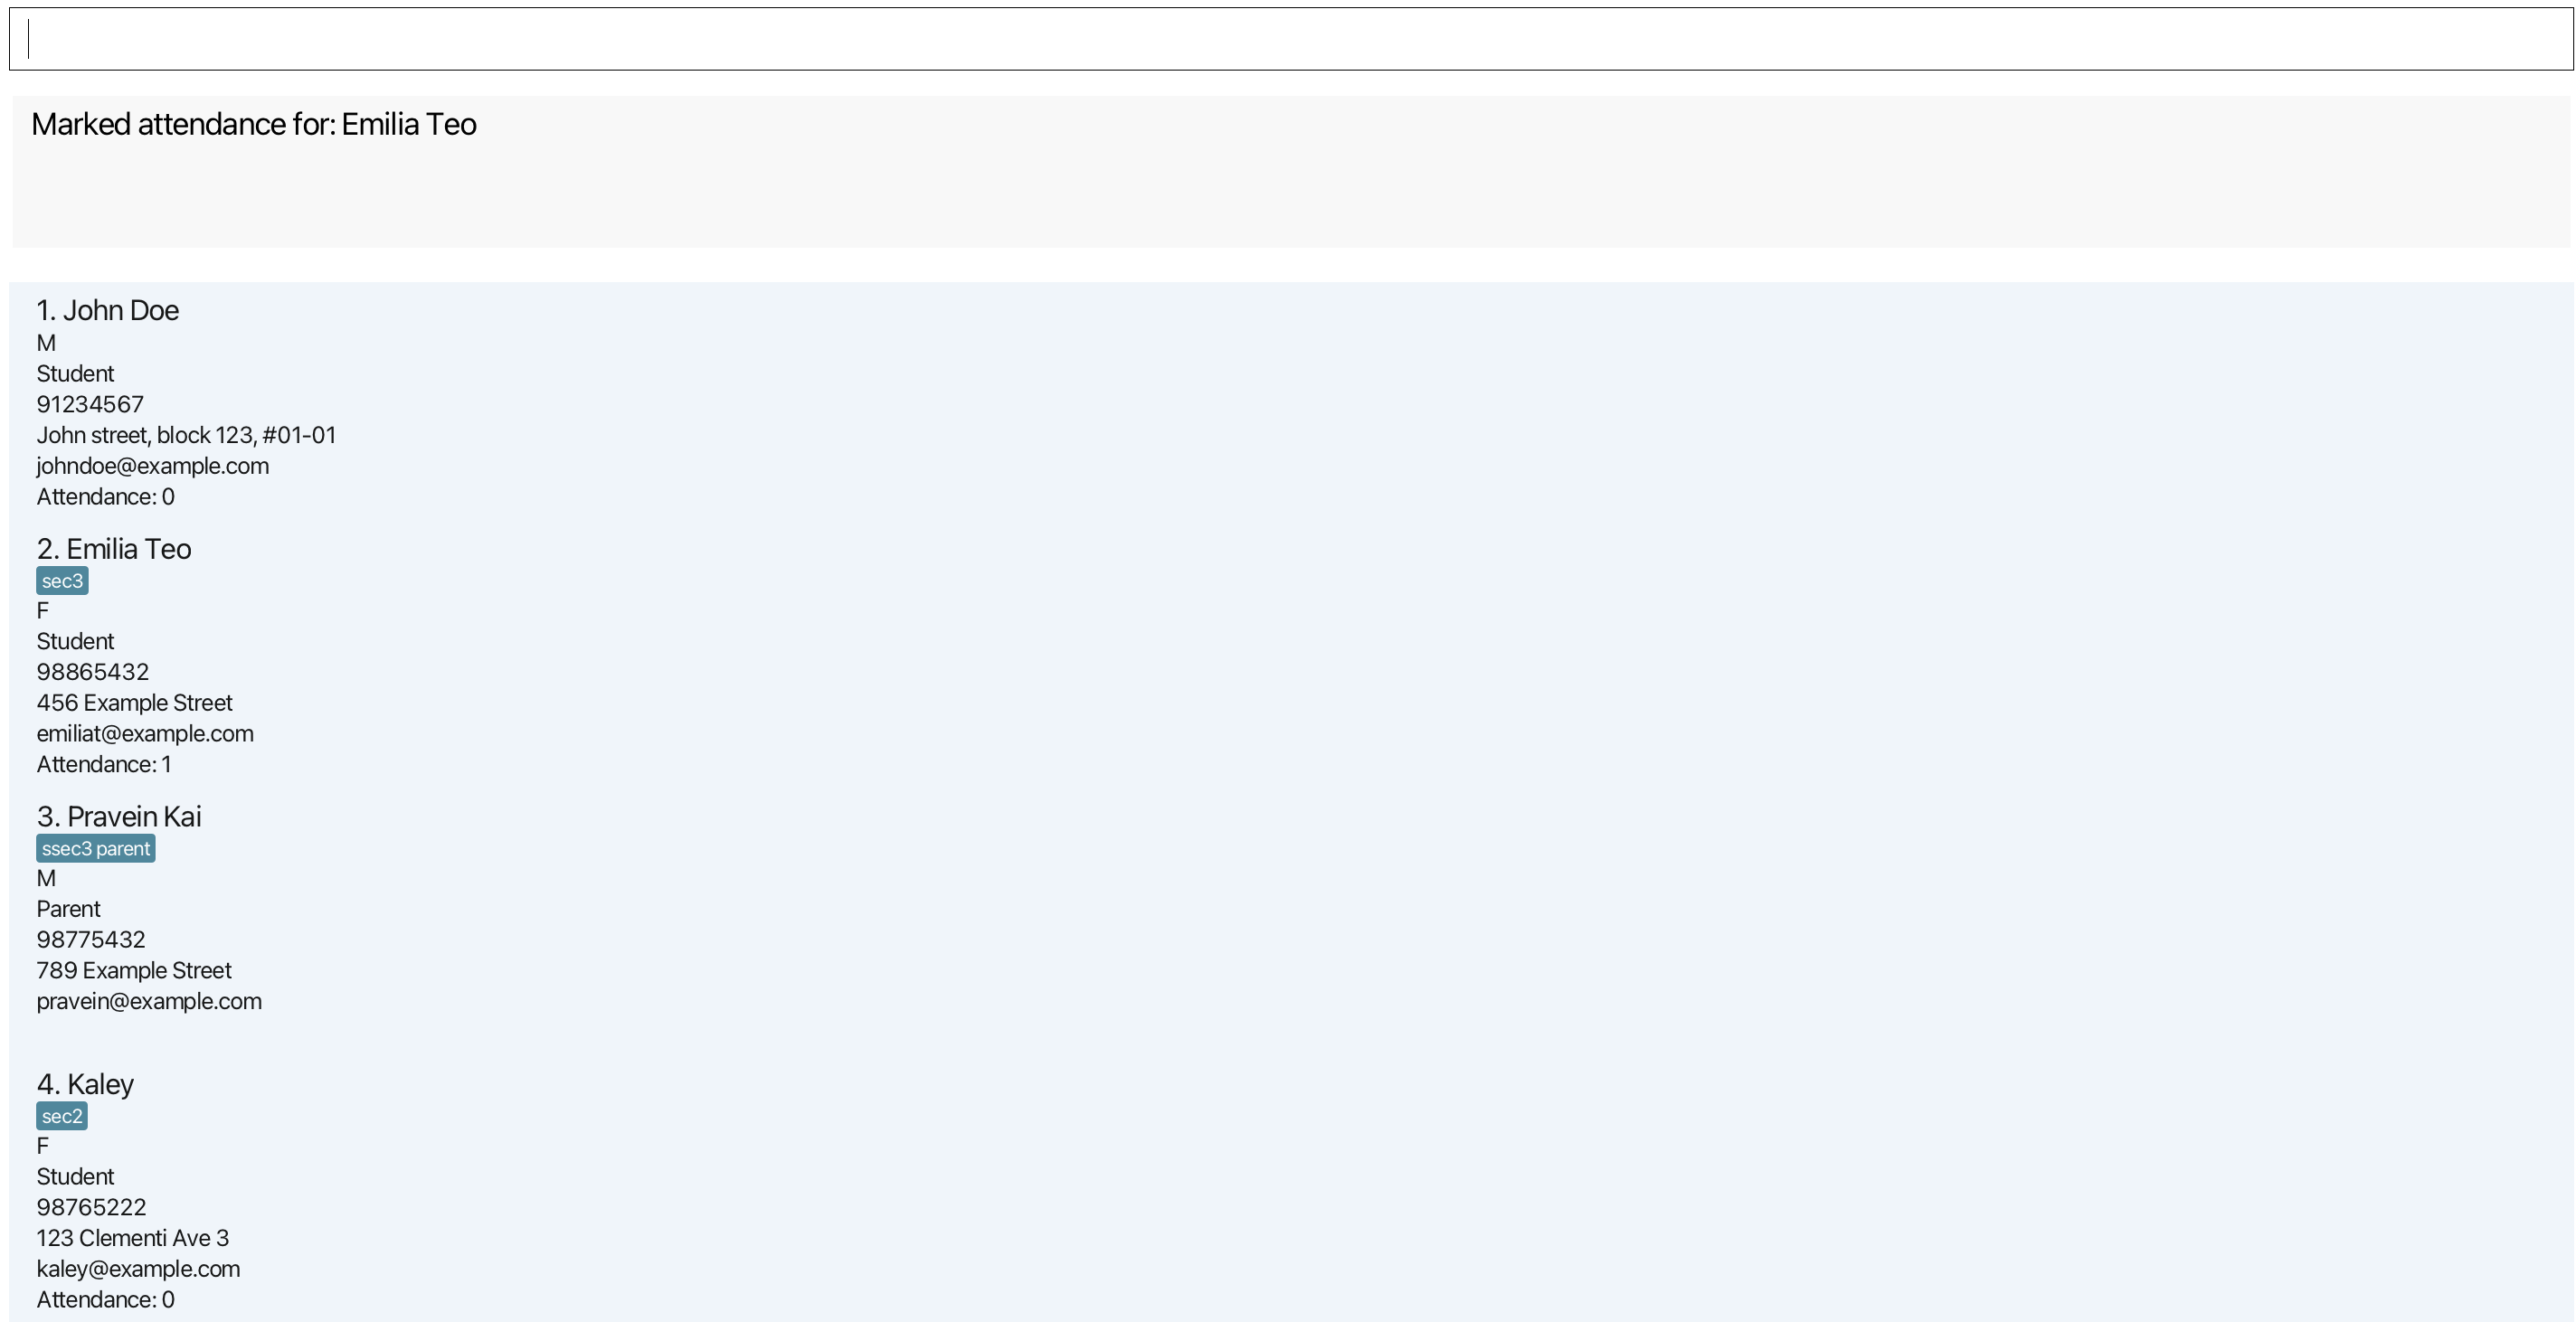 Marked attendance for: Emilia Teo
1. John Doe
M
Student
91234567
John street, block 123, #01-01
johndoe@example.com
Attendance: 0
2. Emilia Teo
sec3
F
Student
98865432
456 Example Street
emiliat@example.com
Attendance: 1
3. Pravein Kai
ssec3 parent
M
Parent
98775432
789 Example Street
pravein@example.com
4. Kaley
sec2
F
Student
98765222
123 Clementi Ave 3
kaley@example.com
Attendance: 0